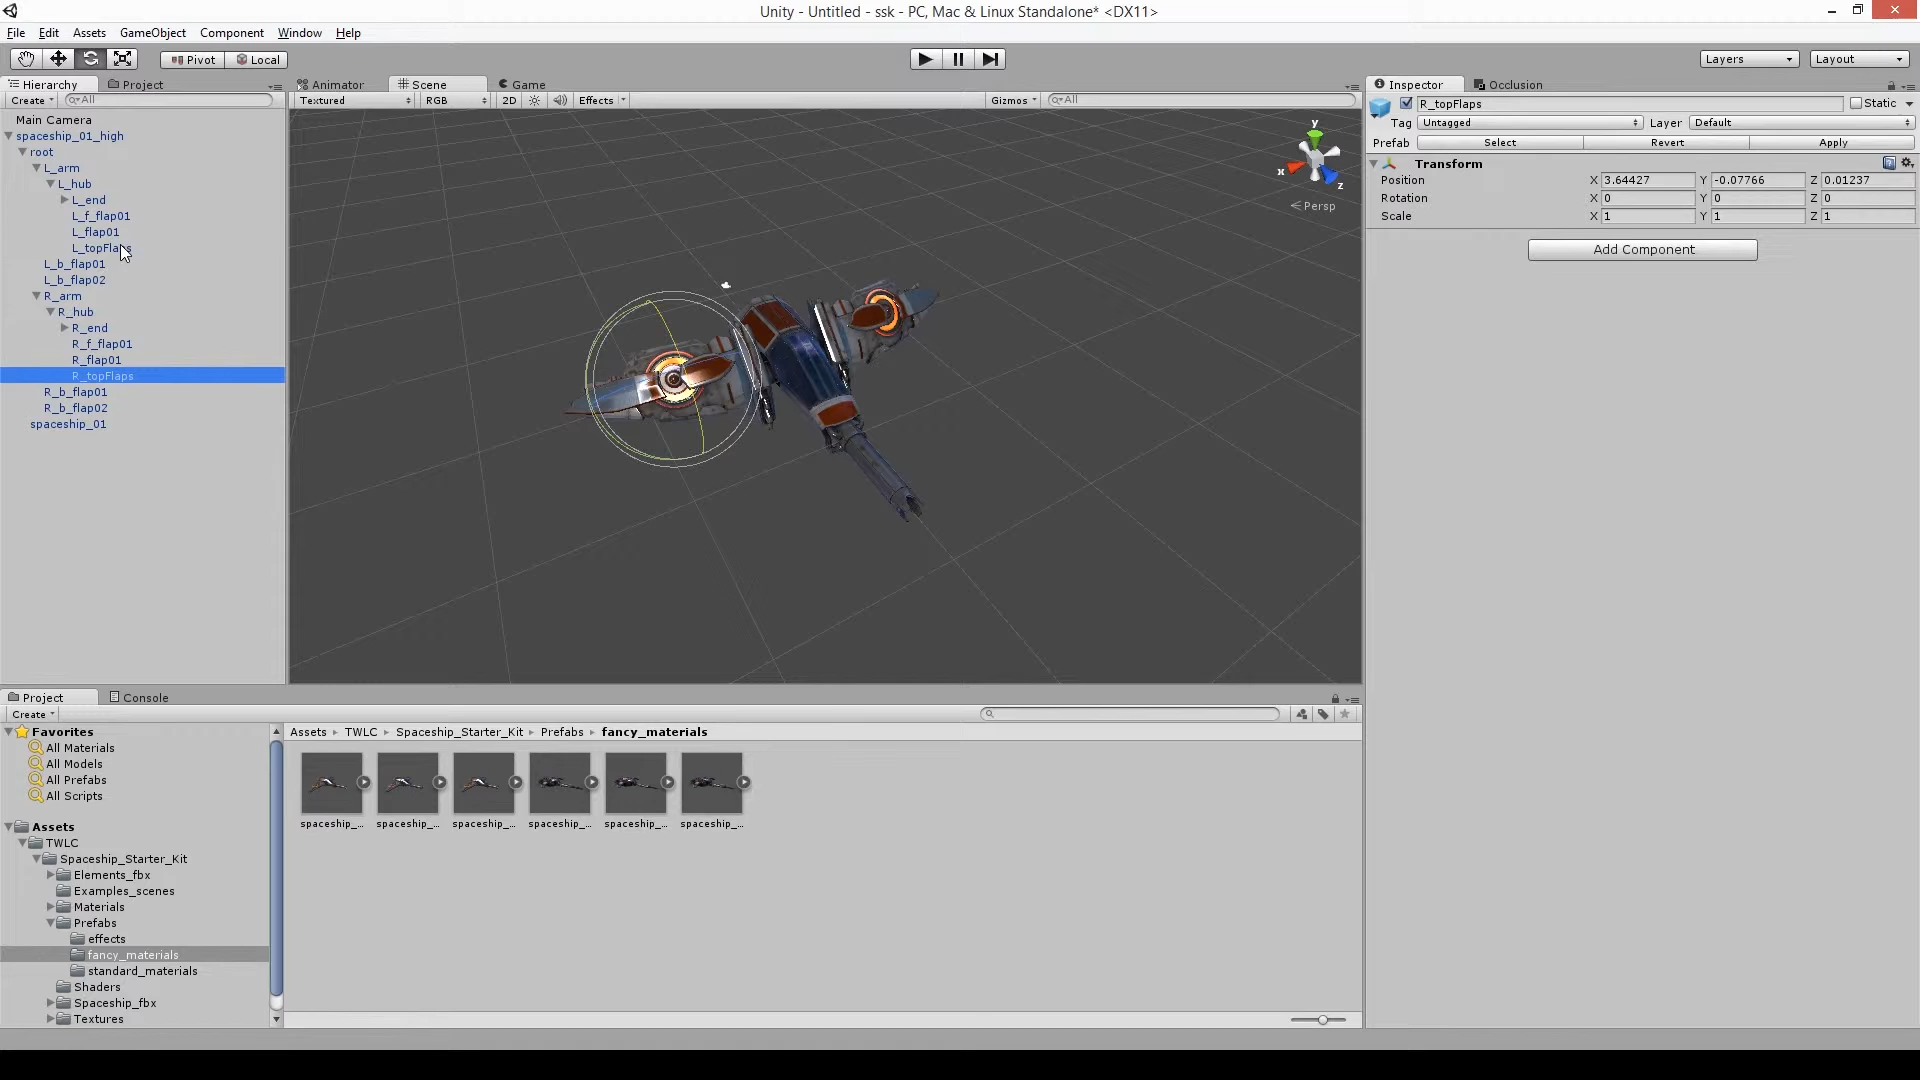 Unity - Untitled - ssk - PC, Mac & Linux Standalone* <DX11>
File Edit Assets GameObject Component Window Help
Pivot Local Layers Layout
Hierarchy Project
Create All
Main Camera
spaceship_01_high
root
L_arm
L_hub
L_end
L_f_flap01
L_flap01
L_topFlaps
L_b_flap01
L_b_flap02
R_arm
R_hub
R_end
R_f_flap01
R_flap01
R_topFlaps
R_b_flap01
R_b_flap02
spaceship_01
Animator Scene Game
Textured RGB 2D Effects Gizmos All
y
x
z
Persp
Inspector Occlusion
R_topFlaps Static
Tag Untagged Layer Default
Prefab Select Revert Apply
Transform
Position X 3.64427 Y -0.07766 Z 0.01237
Rotation X 0 Y 0 Z 0
Scale X 1 Y 1 Z 1
Add Component
Project Console
Create
Favorites
All Materials
All Models
All Prefabs
All Scripts
Assets
TWLC
Spaceship_Starter_Kit
Elements_fbx
Examples_scenes
Materials
Prefabs
effects
fancy_materials
standard_materials
Shaders
Spaceship_fbx
Textures
Assets TWLC Spaceship_Starter_Kit Prefabs fancy_materials
spaceship_... spaceship_... spaceship_... spaceship_... spaceship_... spaceship_...